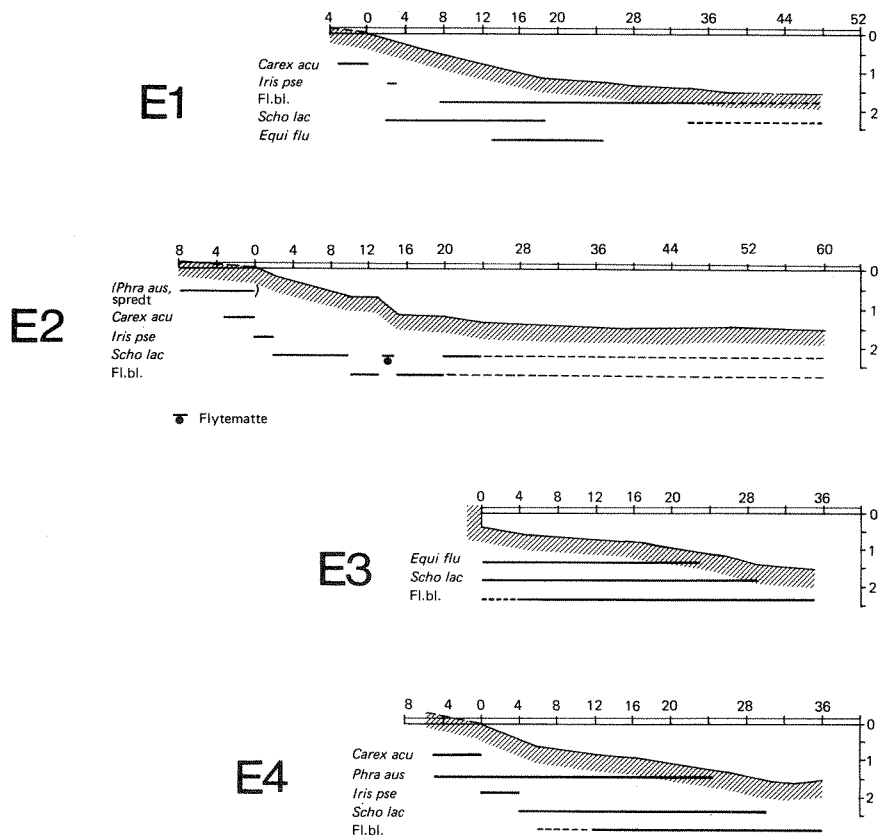 4 0 4 8 12 16 20 28 36 44 52
0
1
2
E1
Carex acu
Iris pse
Fl.bl.
Scho lac
Equi flu
8 4 0 4 8 12 16 20 28 36 44 52 60
0
1
2
E2
(Phra aus, )
spredt
Carex acu
Iris pse
Scho lac
Fl.bl.
Flytematte
0 4 8 12 16 20 28 36
0
1
2
E3
Equi flu
Scho lac
Fl.bl.
8 4 0 4 8 12 16 20 28 36
0
1
2
E4
Carex acu
Phra aus
Iris pse
Scho lac
Fl.bl.